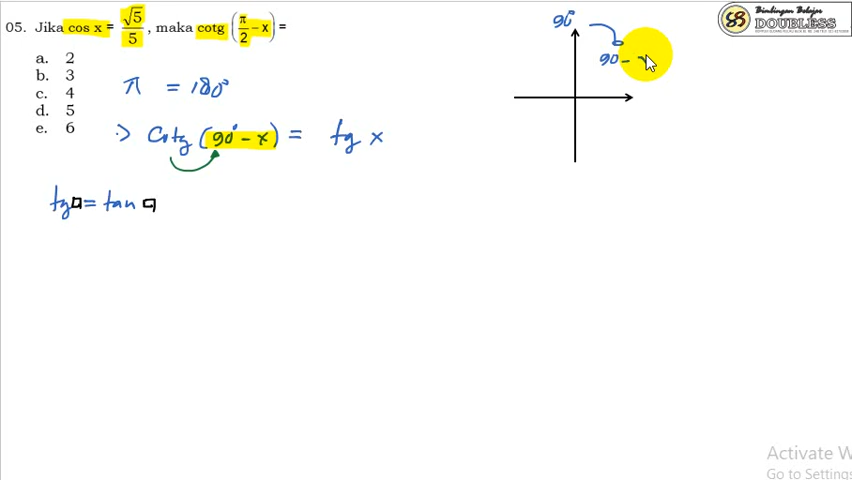 05. Jika cos x = √5/5 , maka cotg (π/2 − x) =
a. 2
b. 3
c. 4
d. 5
e. 6
π = 180°
Cotg (90° − x) = tg x
tg □ = tan □
90°
90 − x
Bimbingan Belajar
DOUBLESS
Activate W
Go to Settings